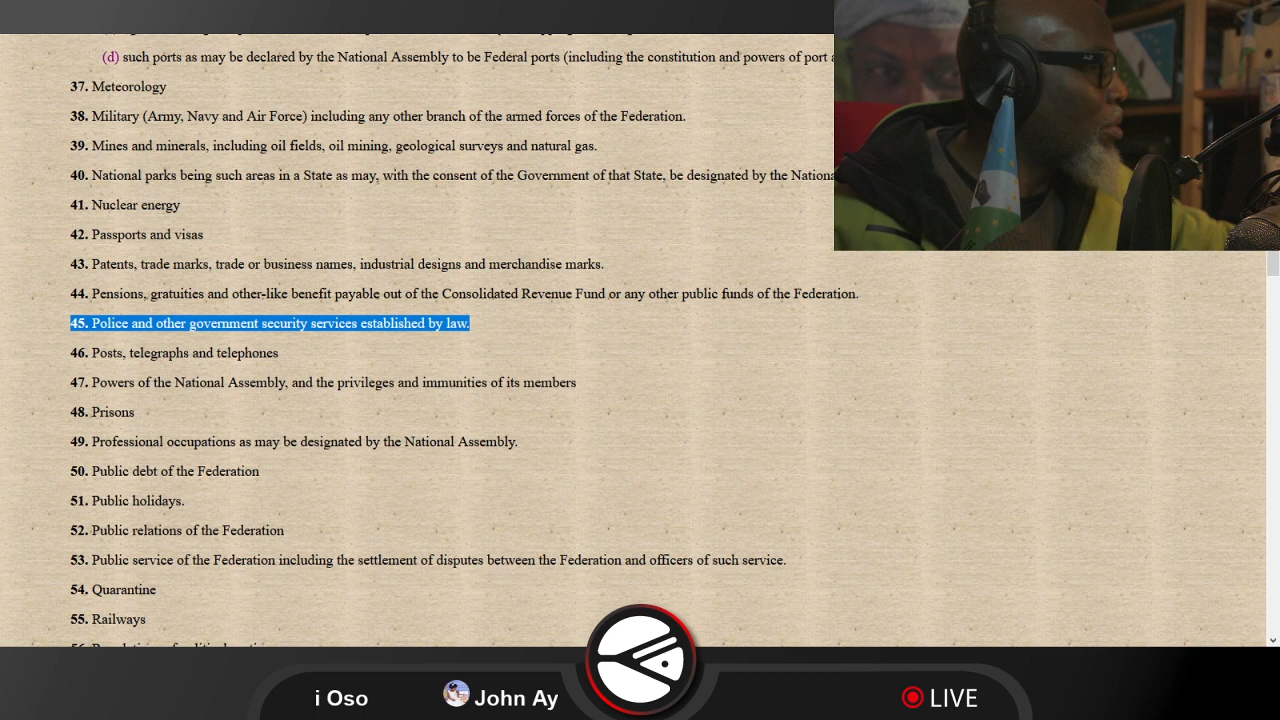 (d) such ports as may be declared by the National Assembly to be Federal ports (including the constitution and powers of port
37. Meteorology
38. Military (Army, Navy and Air Force) including any other branch of the armed forces of the Federation.
39. Mines and minerals, including oil fields, oil mining, geological surveys and natural gas.
40. National parks being such areas in a State as may, with the consent of the Government of that State, be designated by the Nationa
41. Nuclear energy
42. Passports and visas
43. Patents, trade marks, trade or business names, industrial designs and merchandise marks.
44. Pensions, gratuities and other-like benefit payable out of the Consolidated Revenue Fund or any other public funds of the Federation.
45. Police and other government security services established by law.
46. Posts, telegraphs and telephones
47. Powers of the National Assembly, and the privileges and immunities of its members
48. Prisons
49. Professional occupations as may be designated by the National Assembly.
50. Public debt of the Federation
51. Public holidays.
52. Public relations of the Federation
53. Public service of the Federation including the settlement of disputes between the Federation and officers of such service.
54. Quarantine
55. Railways
i Oso John Ay LIVE